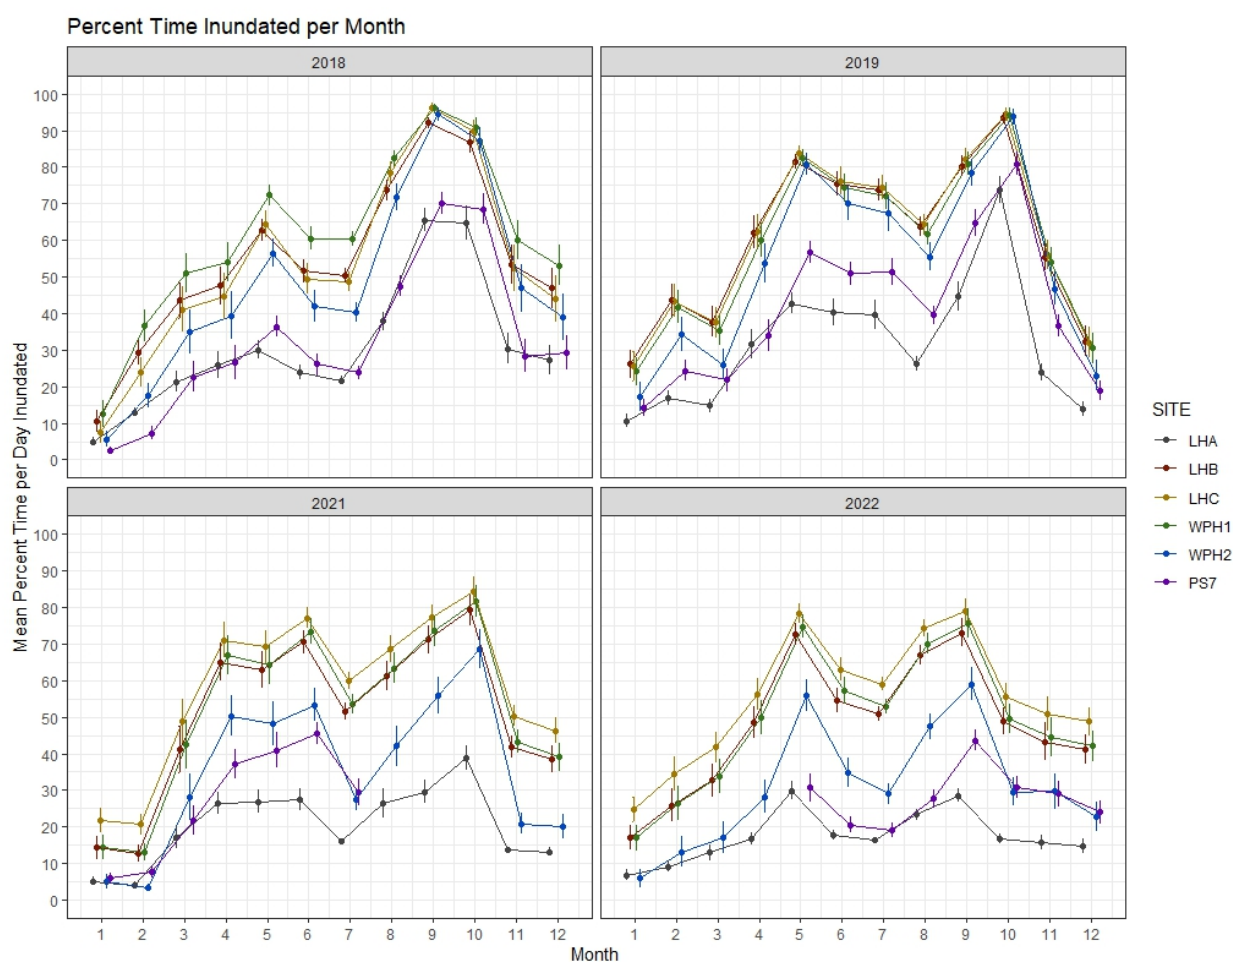 Percent Time Inundated per Month
2018
2019
100
90
80
70
60
50
40
30
20
10
0
2021
2022
100
90
80
70
60
50
40
30
20
10
0
1 2 3 4 5 6 7 8 9 10 11 12
1 2 3 4 5 6 7 8 9 10 11 12
Month
Mean Percent Time per Day Inundated
SITE
LHA
LHB
LHC
WPH1
WPH2
PS7